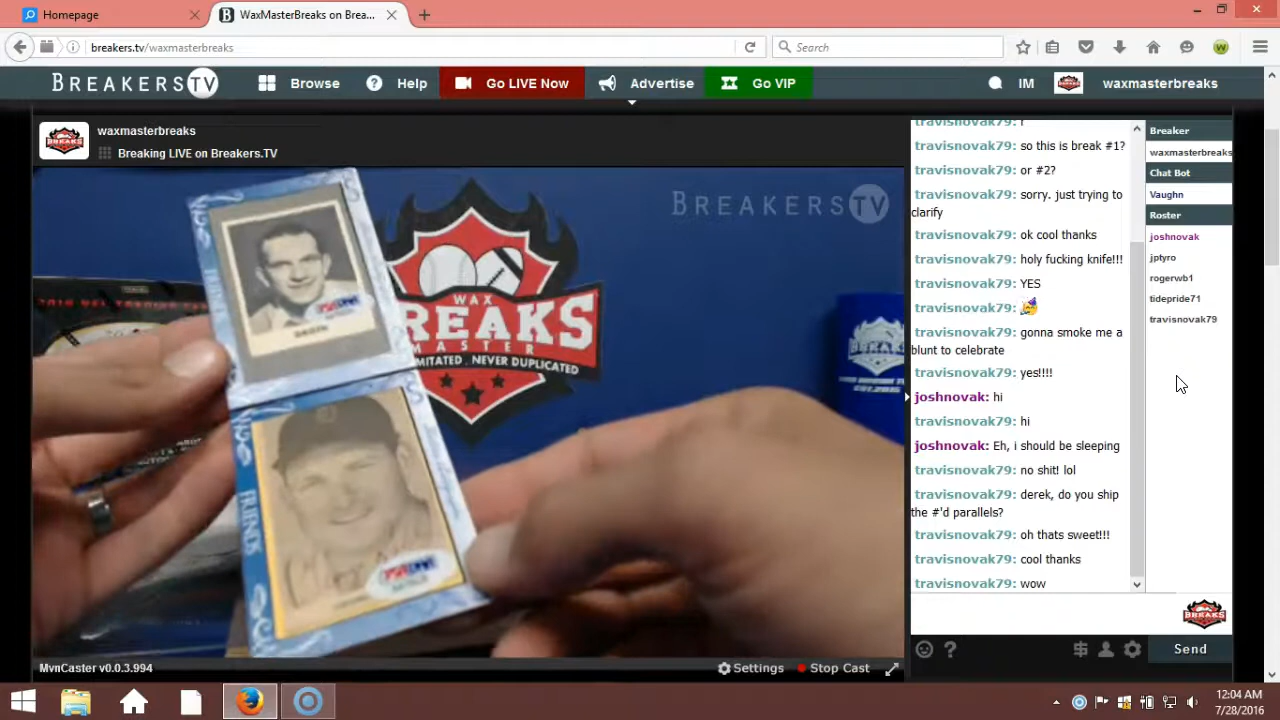 Homepage
WaxMasterBreaks on Brea...
breakers.tv/waxmasterbreaks
Search
BREAKERSTV
Browse
Help
Go LIVE Now
Advertise
Go VIP
IM
waxmasterbreaks
waxmasterbreaks
Breaking LIVE on Breakers.TV
BREAKERSTV
WAX
BREAKS
MASTER
LIMITATED, NEVER DUPLICATED
FRIENDS
travisnovak79: r
travisnovak79: so this is break #1?
travisnovak79: or #2?
travisnovak79: sorry. just trying to
clarify
travisnovak79: ok cool thanks
travisnovak79: holy fucking knife!!!
travisnovak79: YES
travisnovak79: 🥳
travisnovak79: gonna smoke me a
blunt to celebrate
travisnovak79: yes!!!!
joshnovak: hi
travisnovak79: hi
joshnovak: Eh, i should be sleeping
travisnovak79: no shit! lol
travisnovak79: derek, do you ship
the #'d parallels?
travisnovak79: oh thats sweet!!!
travisnovak79: cool thanks
travisnovak79: wow
Breaker
waxmasterbreaks
Chat Bot
Vaughn
Roster
joshnovak
jptyro
rogerwb1
tidepride71
travisnovak79
MvnCaster v0.0.3.994
Settings
Stop Cast
Send
12:04 AM
7/28/2016